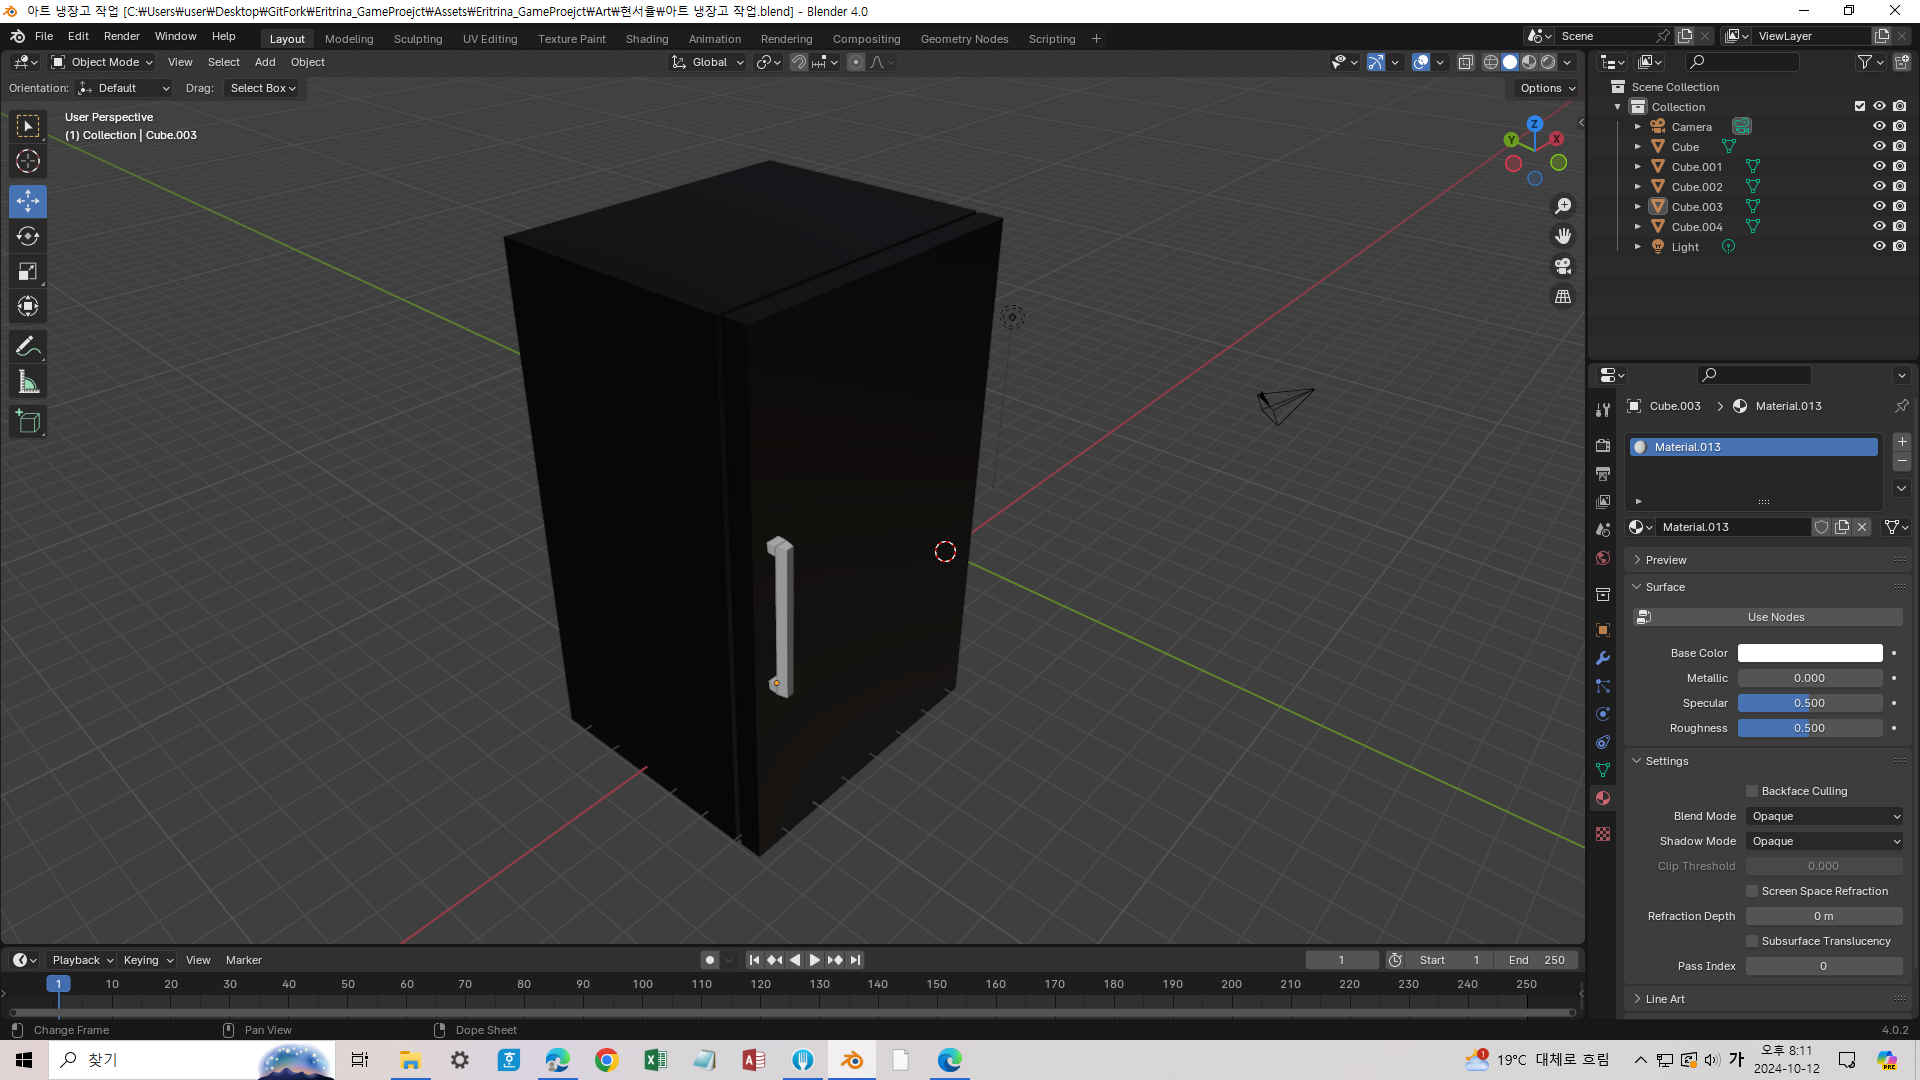 아트 냉장고 작업 [C:₩Users₩user₩Desktop₩GitFork₩Eritrina_GameProejct₩Assets₩Eritrina_GameProejct₩Art₩현서율₩아트 냉장고 작업.blend] - Blender 4.0
File Edit Render Window Help Layout Modeling Sculpting UV Editing Texture Paint Shading Animation Rendering Compositing Geometry Nodes Scripting + Scene ViewLayer
Object Mode View Select Add Object Global
Orientation: Default Drag: Select Box Options
User Perspective
(1) Collection | Cube.003
Z
Y X
Scene Collection
Collection
Camera
Cube
Cube.001
Cube.002
Cube.003
Cube.004
Light
Cube.003 > Material.013
Material.013
Material.013
Preview
Surface
Use Nodes
Base Color
Metallic 0.000
Specular 0.500
Roughness 0.500
Settings
Backface Culling
Blend Mode Opaque
Shadow Mode Opaque
Clip Threshold 0.000
Screen Space Refraction
Refraction Depth 0 m
Subsurface Translucency
Pass Index 0
Line Art
Playback Keying View Marker 1 Start 1 End 250
1 10 20 30 40 50 60 70 80 90 100 110 120 130 140 150 160 170 180 190 200 210 220 230 240 250
Change Frame Pan View Dope Sheet 4.0.2
찾기 1 19°C 대체로 흐림 가 오후 8:11
2024-10-12
PRE